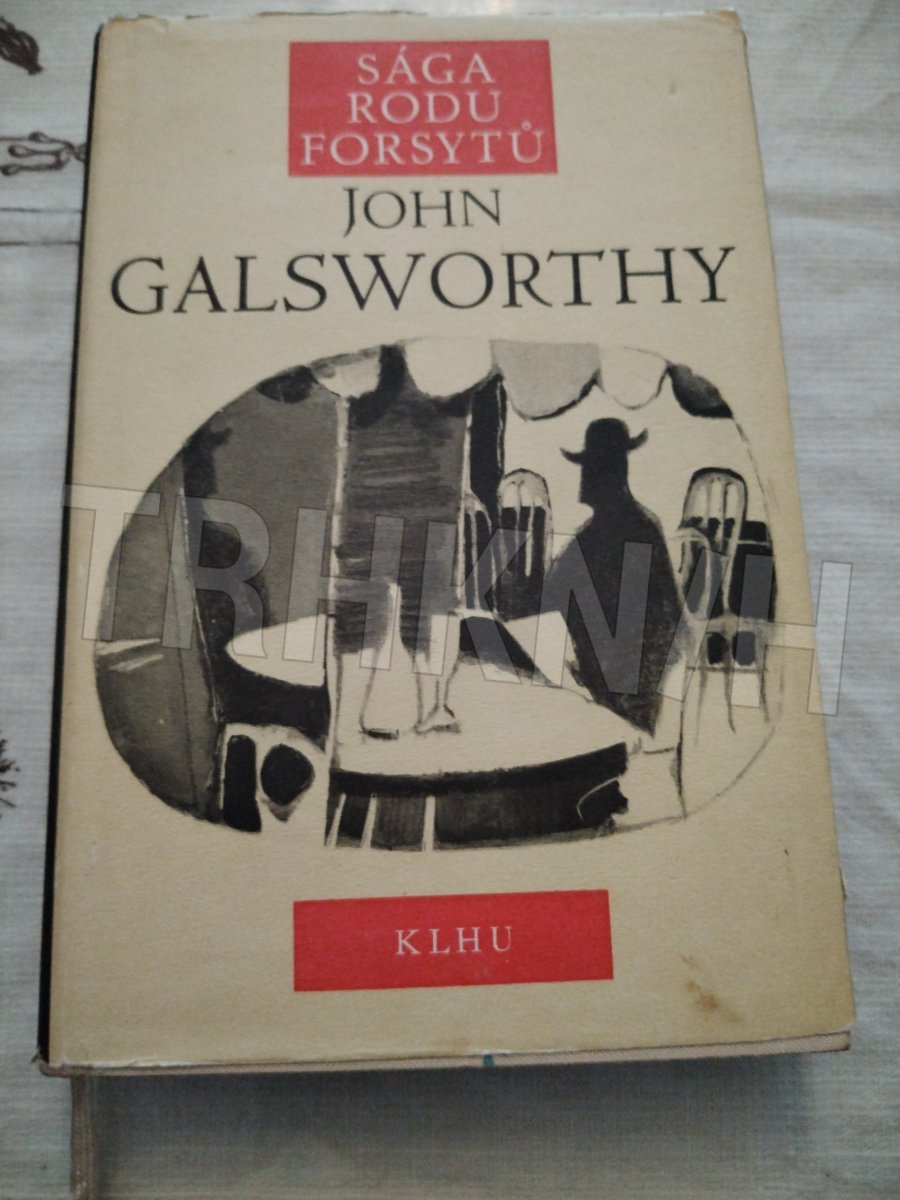 SÁGA
RODU
FORSYTŮ
JOHN
GALSWORTHY
TRHKNIH
KLHU